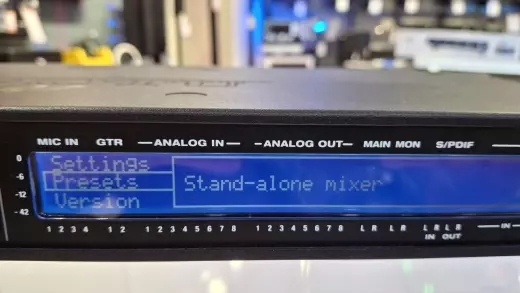 MIC IN GTR ANALOG IN ANALOG OUT MAIN MON S/PDIF
0 Settings
-6 Presets Stand-alone mixer
-12 Version
-42
1 2 3 4 1 2 1 2 3 4 5 6 7 8 1 2 3 4 5 6 7 8 L R L R L R L R IN
IN OUT